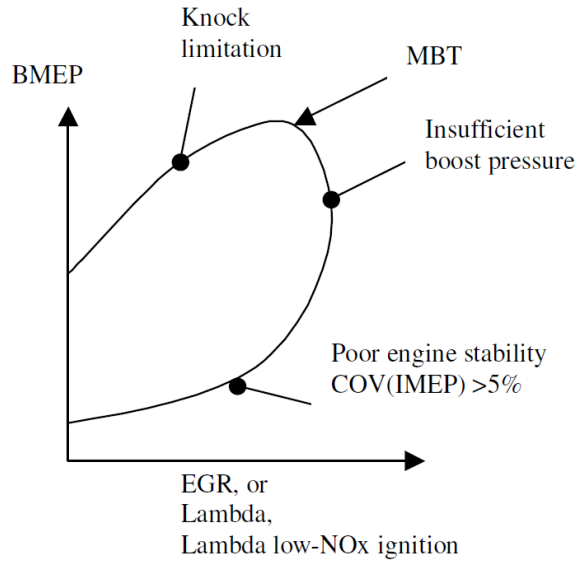 Knock
limitation
BMEP
MBT
Insufficient
boost pressure
Poor engine stability
COV(IMEP) >5%
EGR, or
Lambda,
Lambda low-NOx ignition